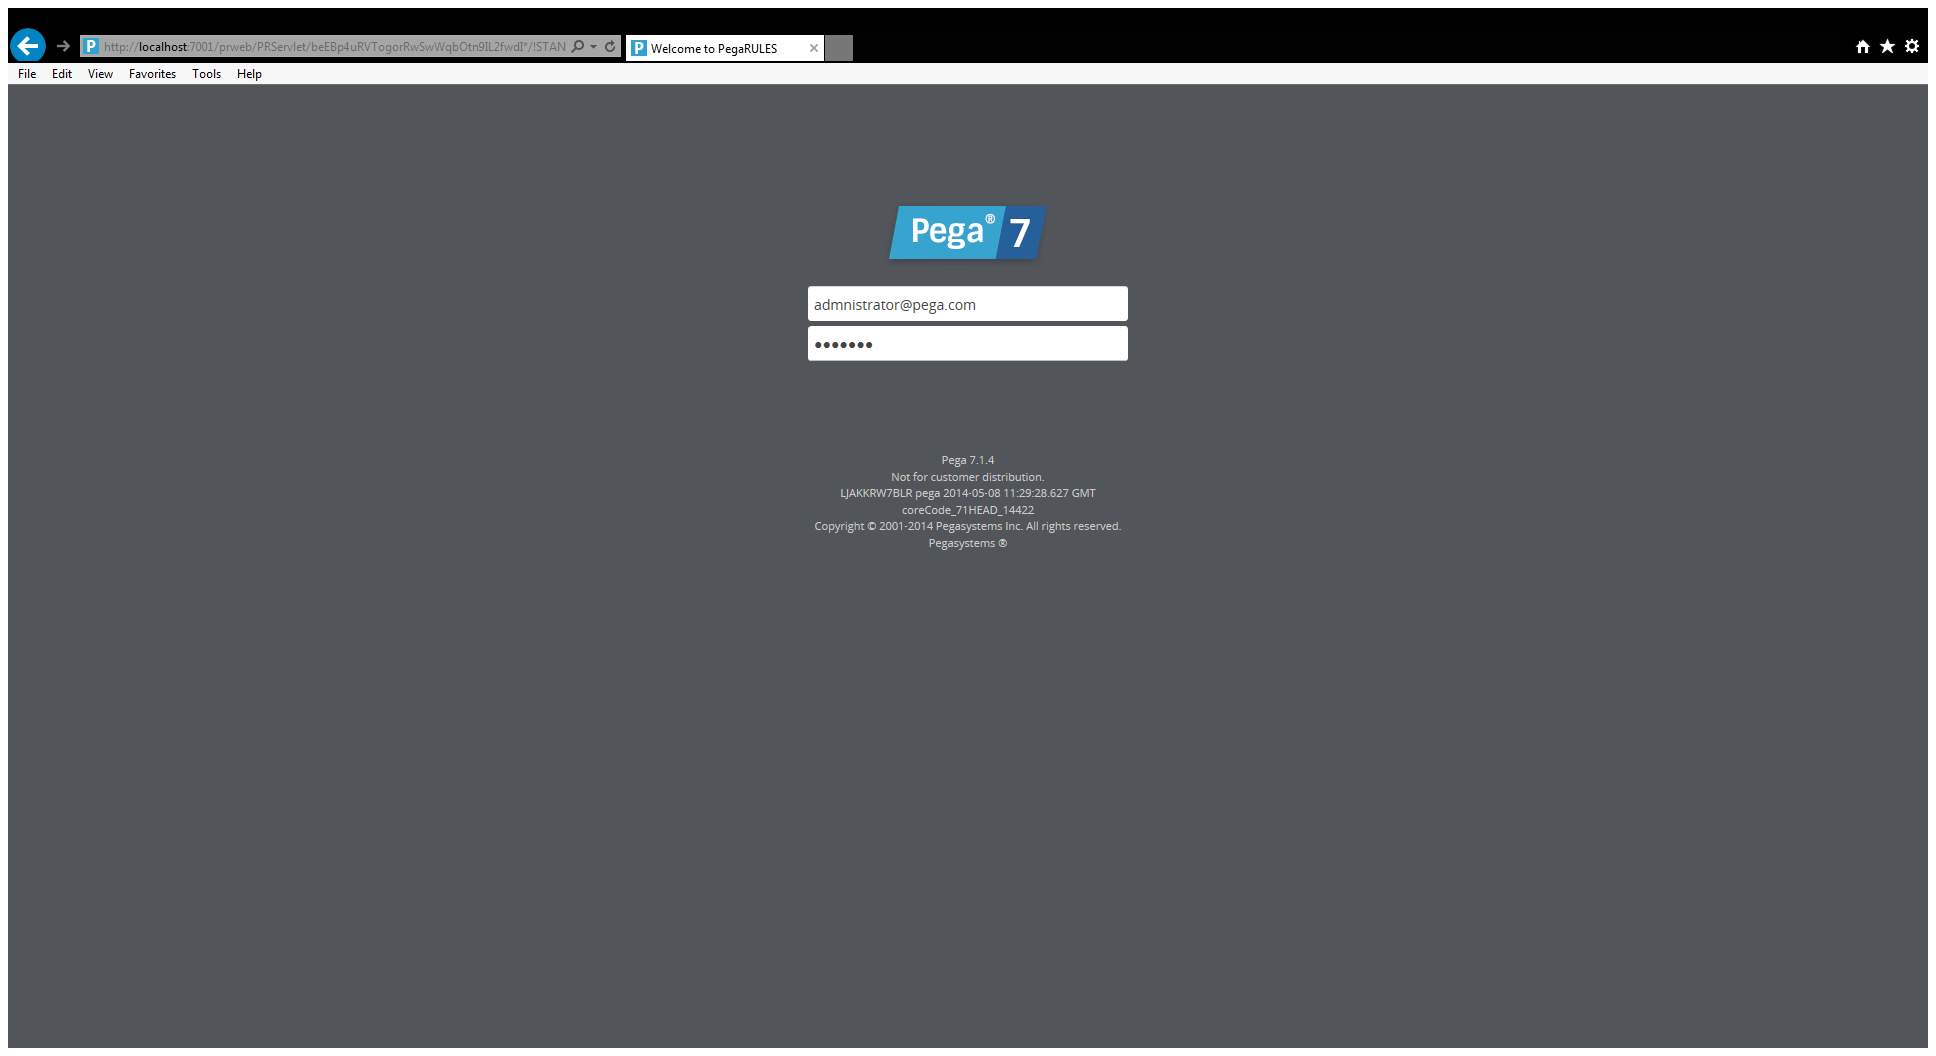 http://localhost:7001/prweb/PRServlet/beEBp4uRVTogorRwSwWqbOtn9IL2fwdI*/!STAN
Welcome to PegaRULES
File Edit View Favorites Tools Help
Pega® 7
admnistrator@pega.com
Pega 7.1.4
Not for customer distribution.
LJAKKRW7BLR pega 2014-05-08 11:29:28.627 GMT
coreCode_71HEAD_14422
Copyright © 2001-2014 Pegasystems Inc. All rights reserved.
Pegasystems ®